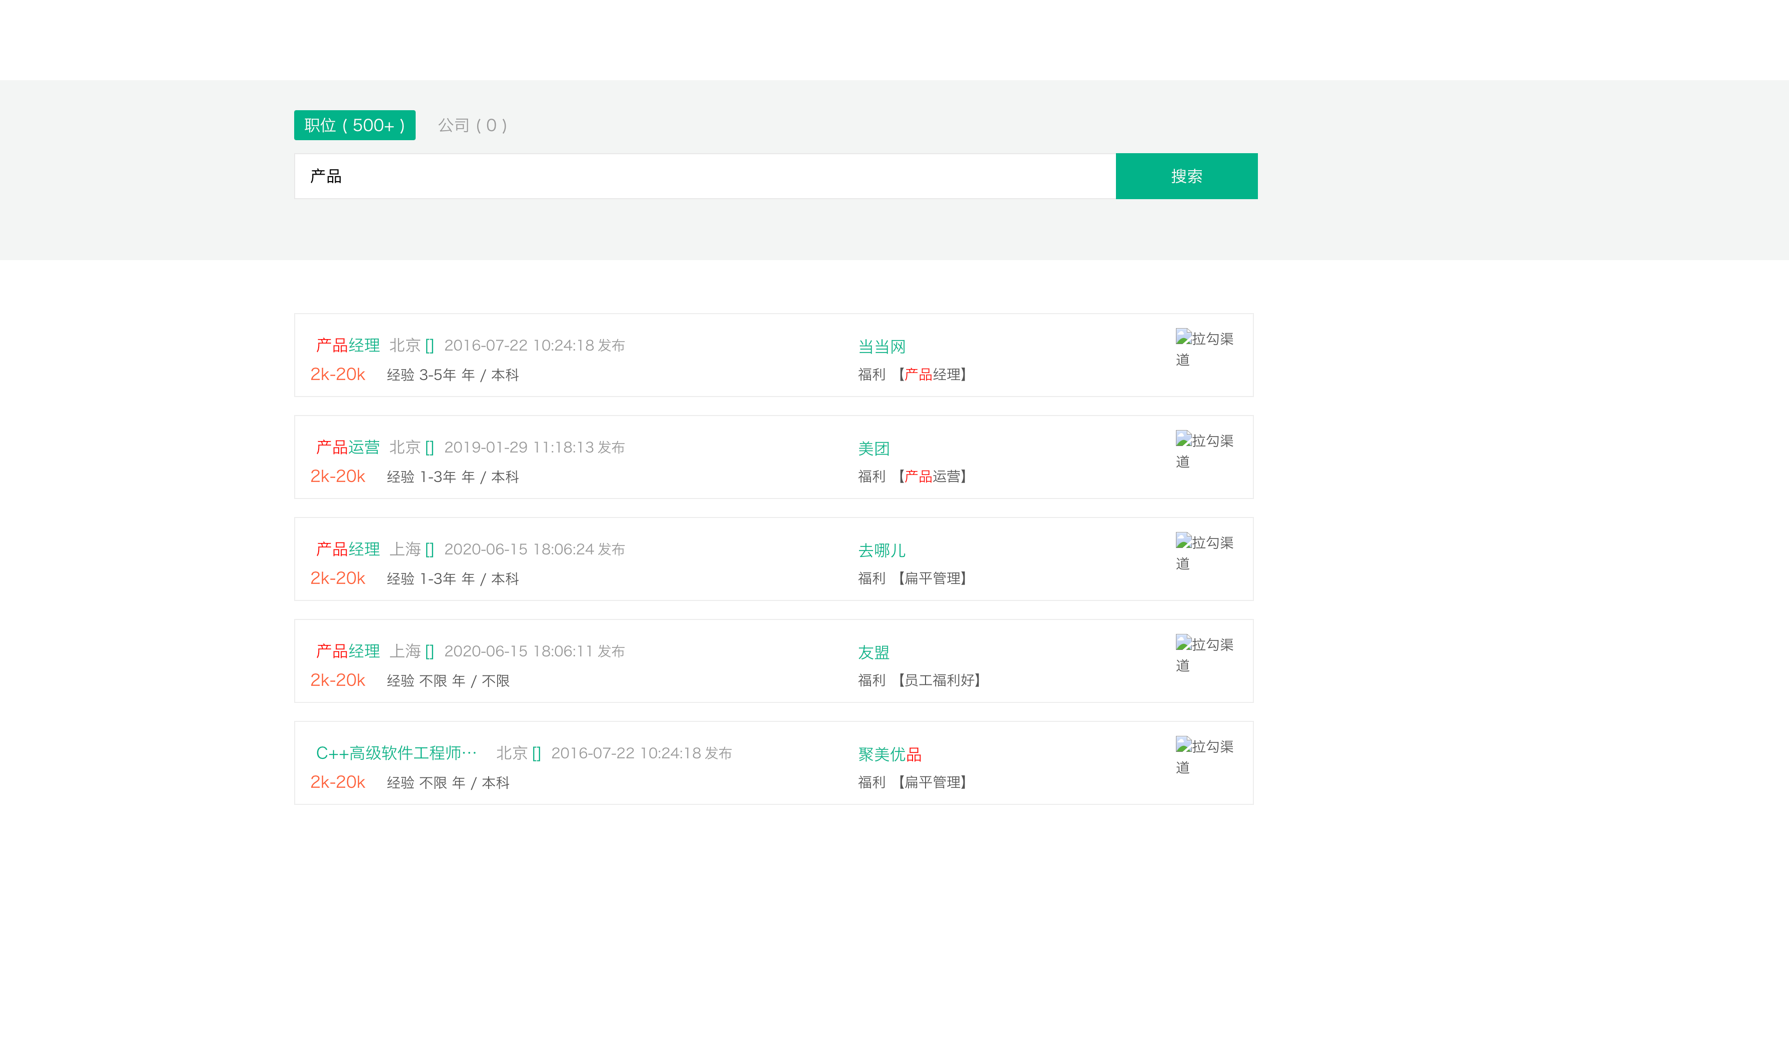 职位 ( 500+ ) 公司 ( 0 )
产品 搜索
产品经理 北京 [] 2016-07-22 10:24:18 发布 当当网 拉勾渠道
2k-20k 经验 3-5年 年 / 本科 福利 【产品经理】
产品运营 北京 [] 2019-01-29 11:18:13 发布 美团 拉勾渠道
2k-20k 经验 1-3年 年 / 本科 福利 【产品运营】
产品经理 上海 [] 2020-06-15 18:06:24 发布 去哪儿 拉勾渠道
2k-20k 经验 1-3年 年 / 本科 福利 【扁平管理】
产品经理 上海 [] 2020-06-15 18:06:11 发布 友盟 拉勾渠道
2k-20k 经验 不限 年 / 不限 福利 【员工福利好】
C++高级软件工程师… 北京 [] 2016-07-22 10:24:18 发布 聚美优品 拉勾渠道
2k-20k 经验 不限 年 / 本科 福利 【扁平管理】